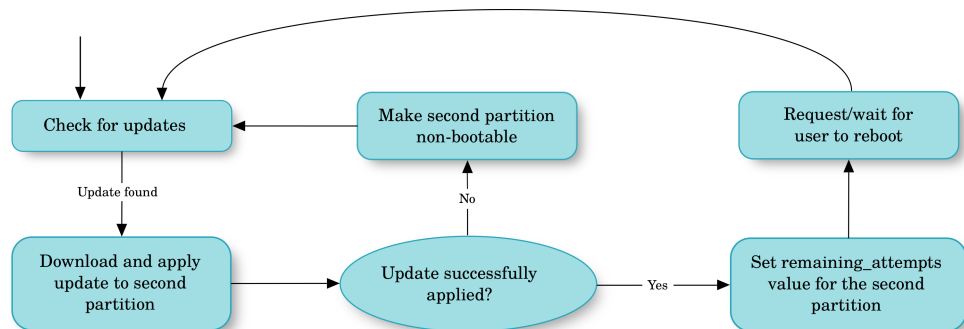 Check for updates
Make second partition
non-bootable
Request/wait for
user to reboot
Update found
No
Download and apply
update to second
partition
Update successfully
applied?
Yes
Set remaining_attempts
value for the second
partition